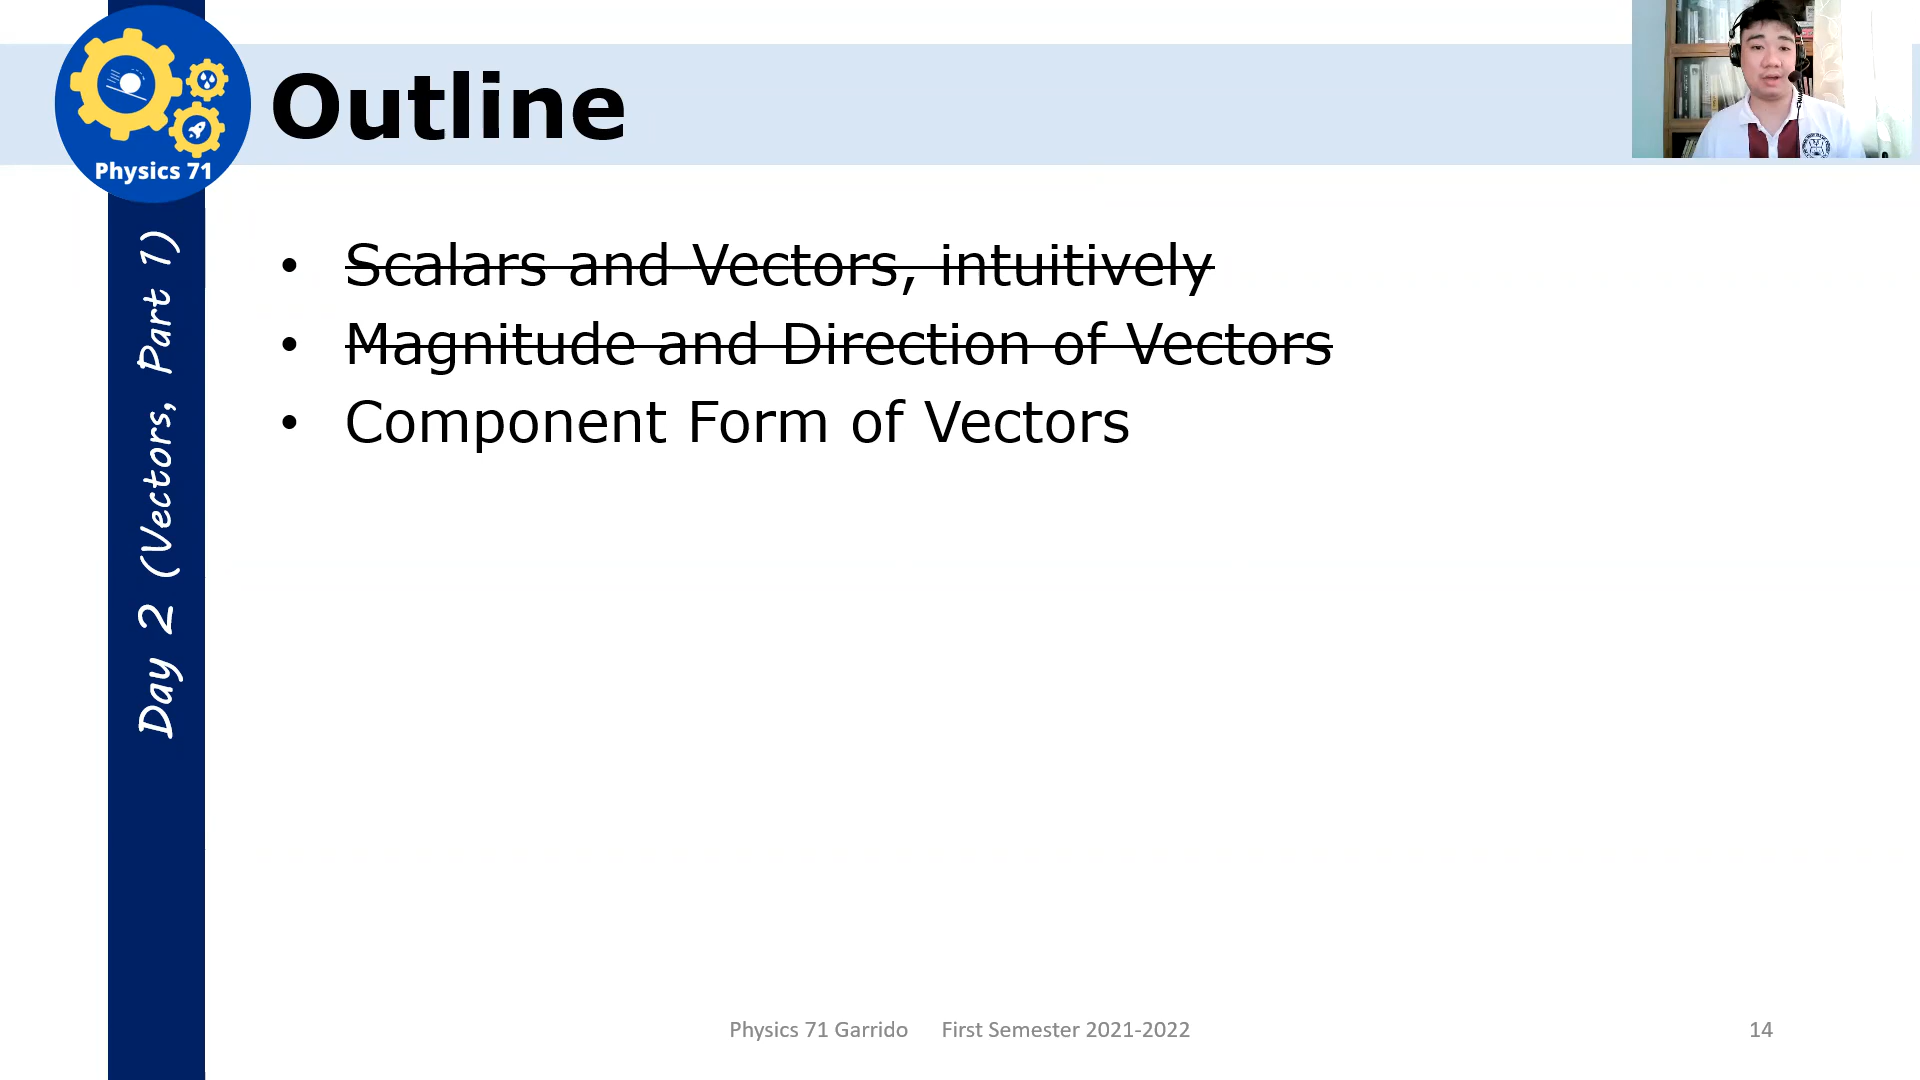 Physics 71
Outline
Day 2 (Vectors, Part 1)
• Scalars and Vectors, intuitively
• Magnitude and Direction of Vectors
• Component Form of Vectors
Physics 71 Garrido First Semester 2021-2022
14